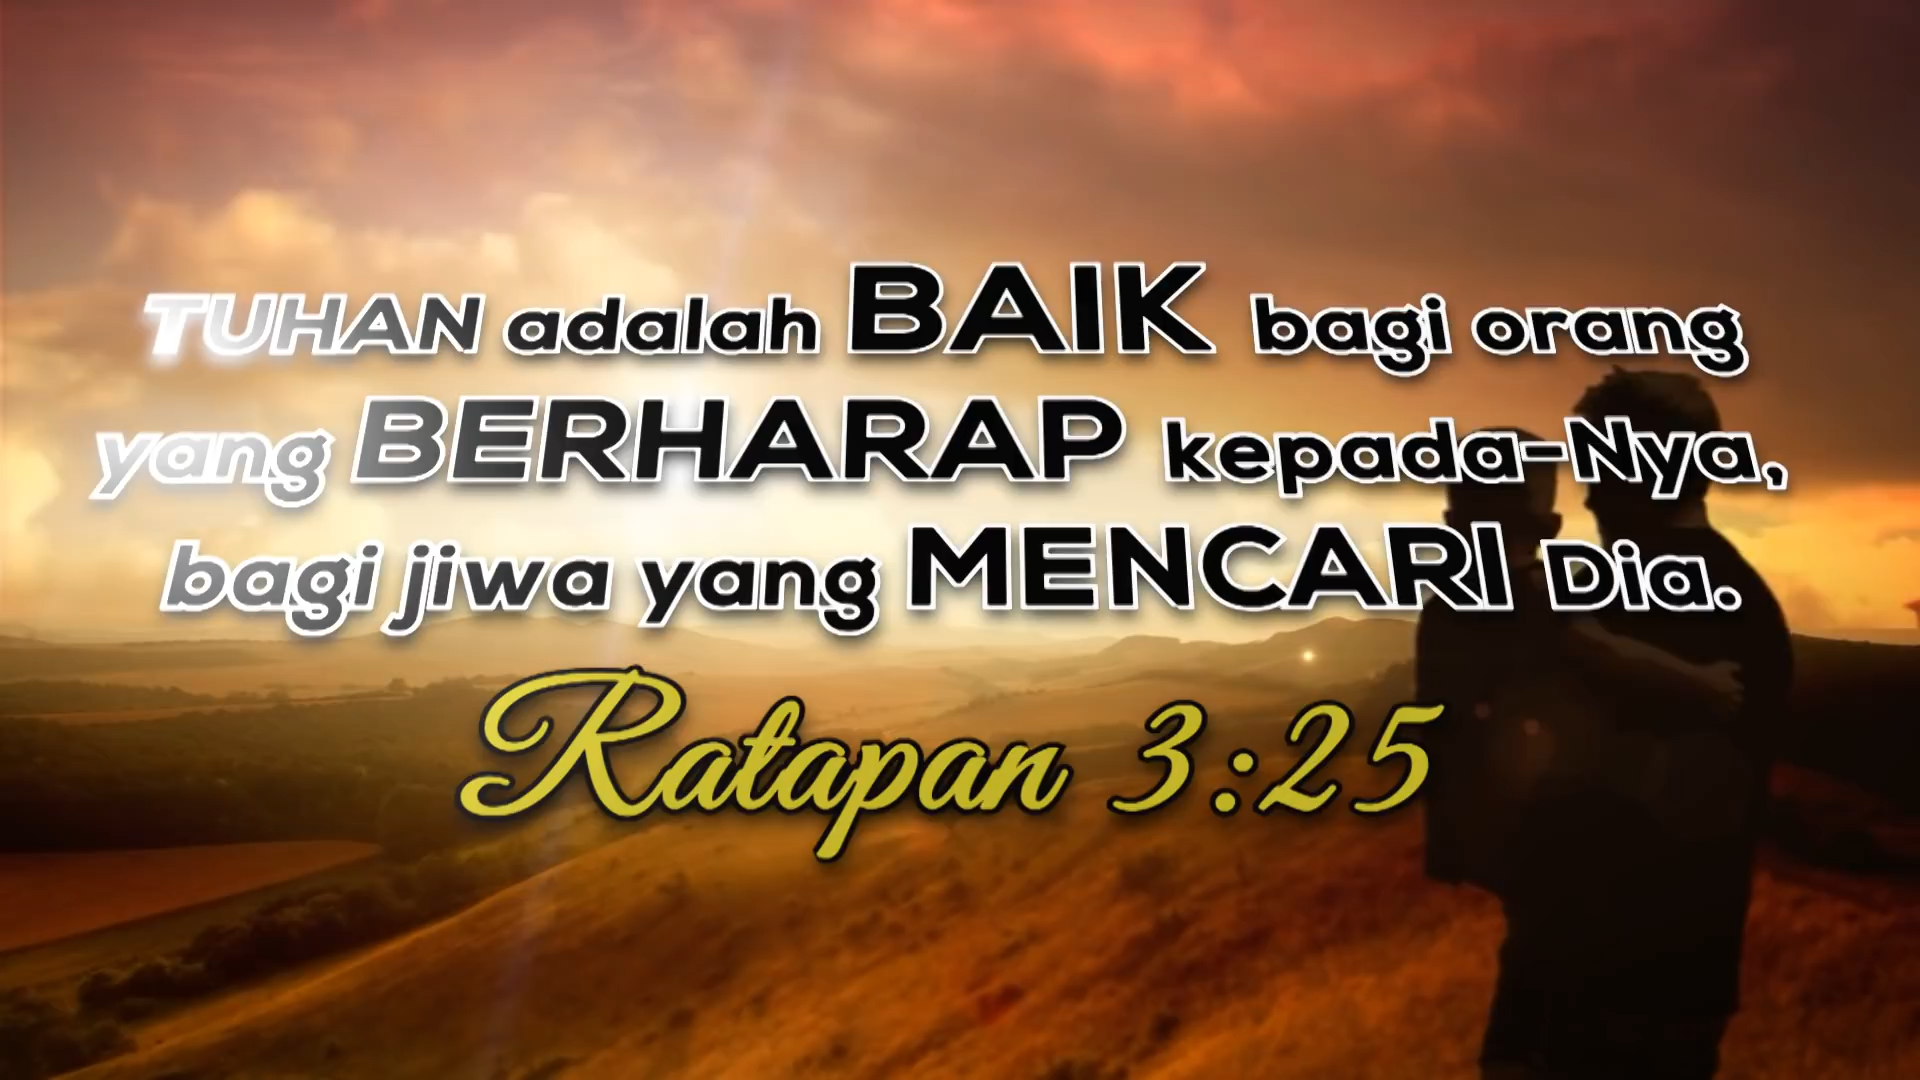 TUHAN adalah BAIK bagi orang
yang BERHARAP kepada-Nya,
bagi jiwa yang MENCARI Dia.
Ratapan 3:25